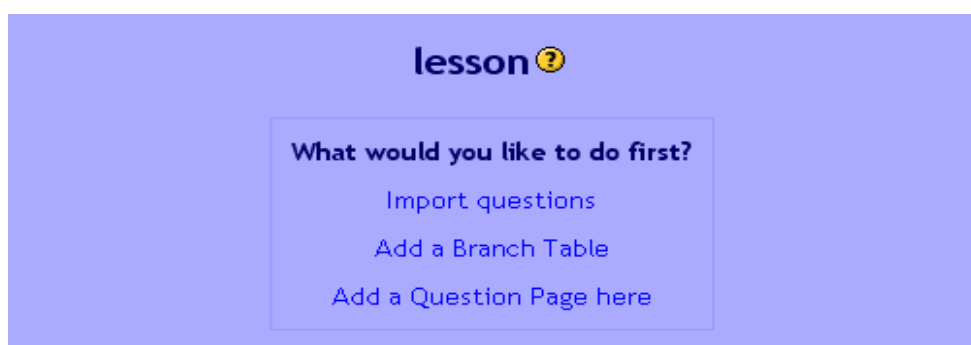 lesson ?
What would you like to do first?
Import questions
Add a Branch Table
Add a Question Page here